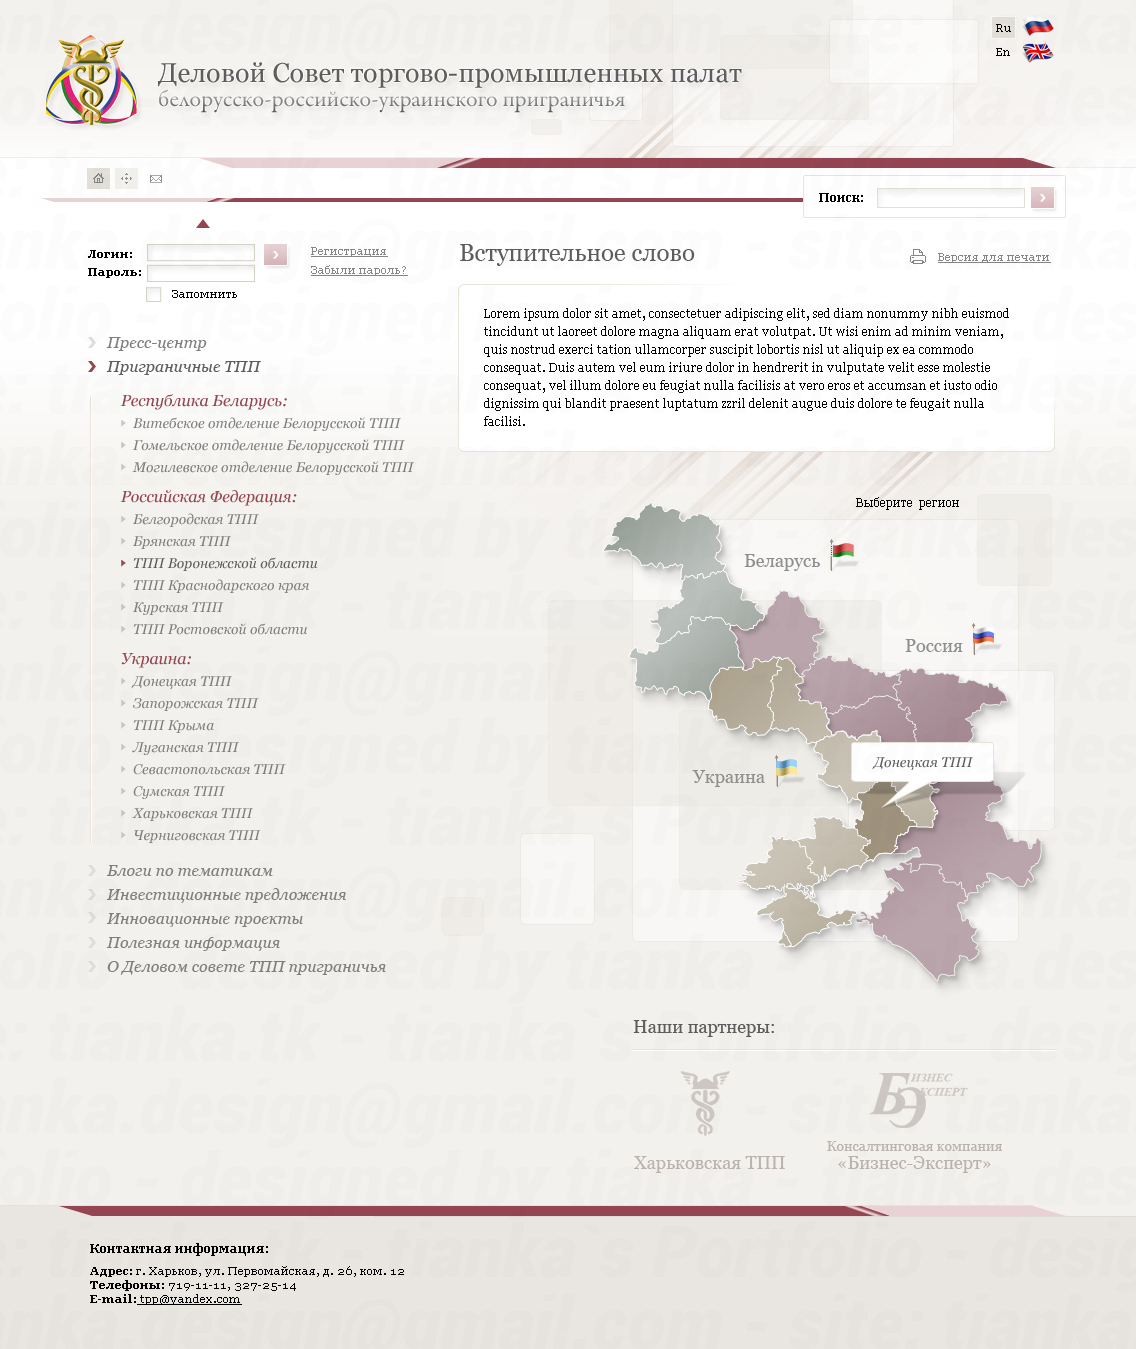 Ru
En
Деловой Совет торгово-промышленных палат
белорусско-российско-украинского приграничья
Поиск:
Логин:
Пароль:
Запомнить
Регистрация
Забыли пароль?
Пресс-центр
Приграничные ТПП
Республика Беларусь:
Витебское отделение Белорусской ТПП
Гомельское отделение Белорусской ТПП
Могилевское отделение Белорусской ТПП
Российская Федерация:
Белгородская ТПП
Брянская ТПП
ТПП Воронежской области
ТПП Краснодарского края
Курская ТПП
ТПП Ростовской области
Украина:
Донецкая ТПП
Запорожская ТПП
ТПП Крыма
Луганская ТПП
Севастопольская ТПП
Сумская ТПП
Харьковская ТПП
Черниговская ТПП
Блоги по тематикам
Инвестиционные предложения
Инновационные проекты
Полезная информация
О Деловом совете ТПП приграничья
Вступительное слово
Версия для печати
Lorem ipsum dolor sit amet, consectetuer adipiscing elit, sed diam nonummy nibh euismod
tincidunt ut laoreet dolore magna aliquam erat volutpat. Ut wisi enim ad minim veniam,
quis nostrud exerci tation ullamcorper suscipit lobortis nisl ut aliquip ex ea commodo
consequat. Duis autem vel eum iriure dolor in hendrerit in vulputate velit esse molestie
consequat, vel illum dolore eu feugiat nulla facilisis at vero eros et accumsan et iusto odio
dignissim qui blandit praesent luptatum zzril delenit augue duis dolore te feugait nulla
facilisi.
Выберите регион
Беларусь
Россия
Украина
Донецкая ТПП
Наши партнеры:
Харьковская ТПП
БИЗНЕС
ЭКСПЕРТ
Консалтинговая компания
«Бизнес-Эксперт»
Контактная информация:
Адрес: г. Харьков, ул. Первомайская, д. 26, ком. 12
Телефоны: 719-11-11, 327-25-14
E-mail: tpp@yandex.com